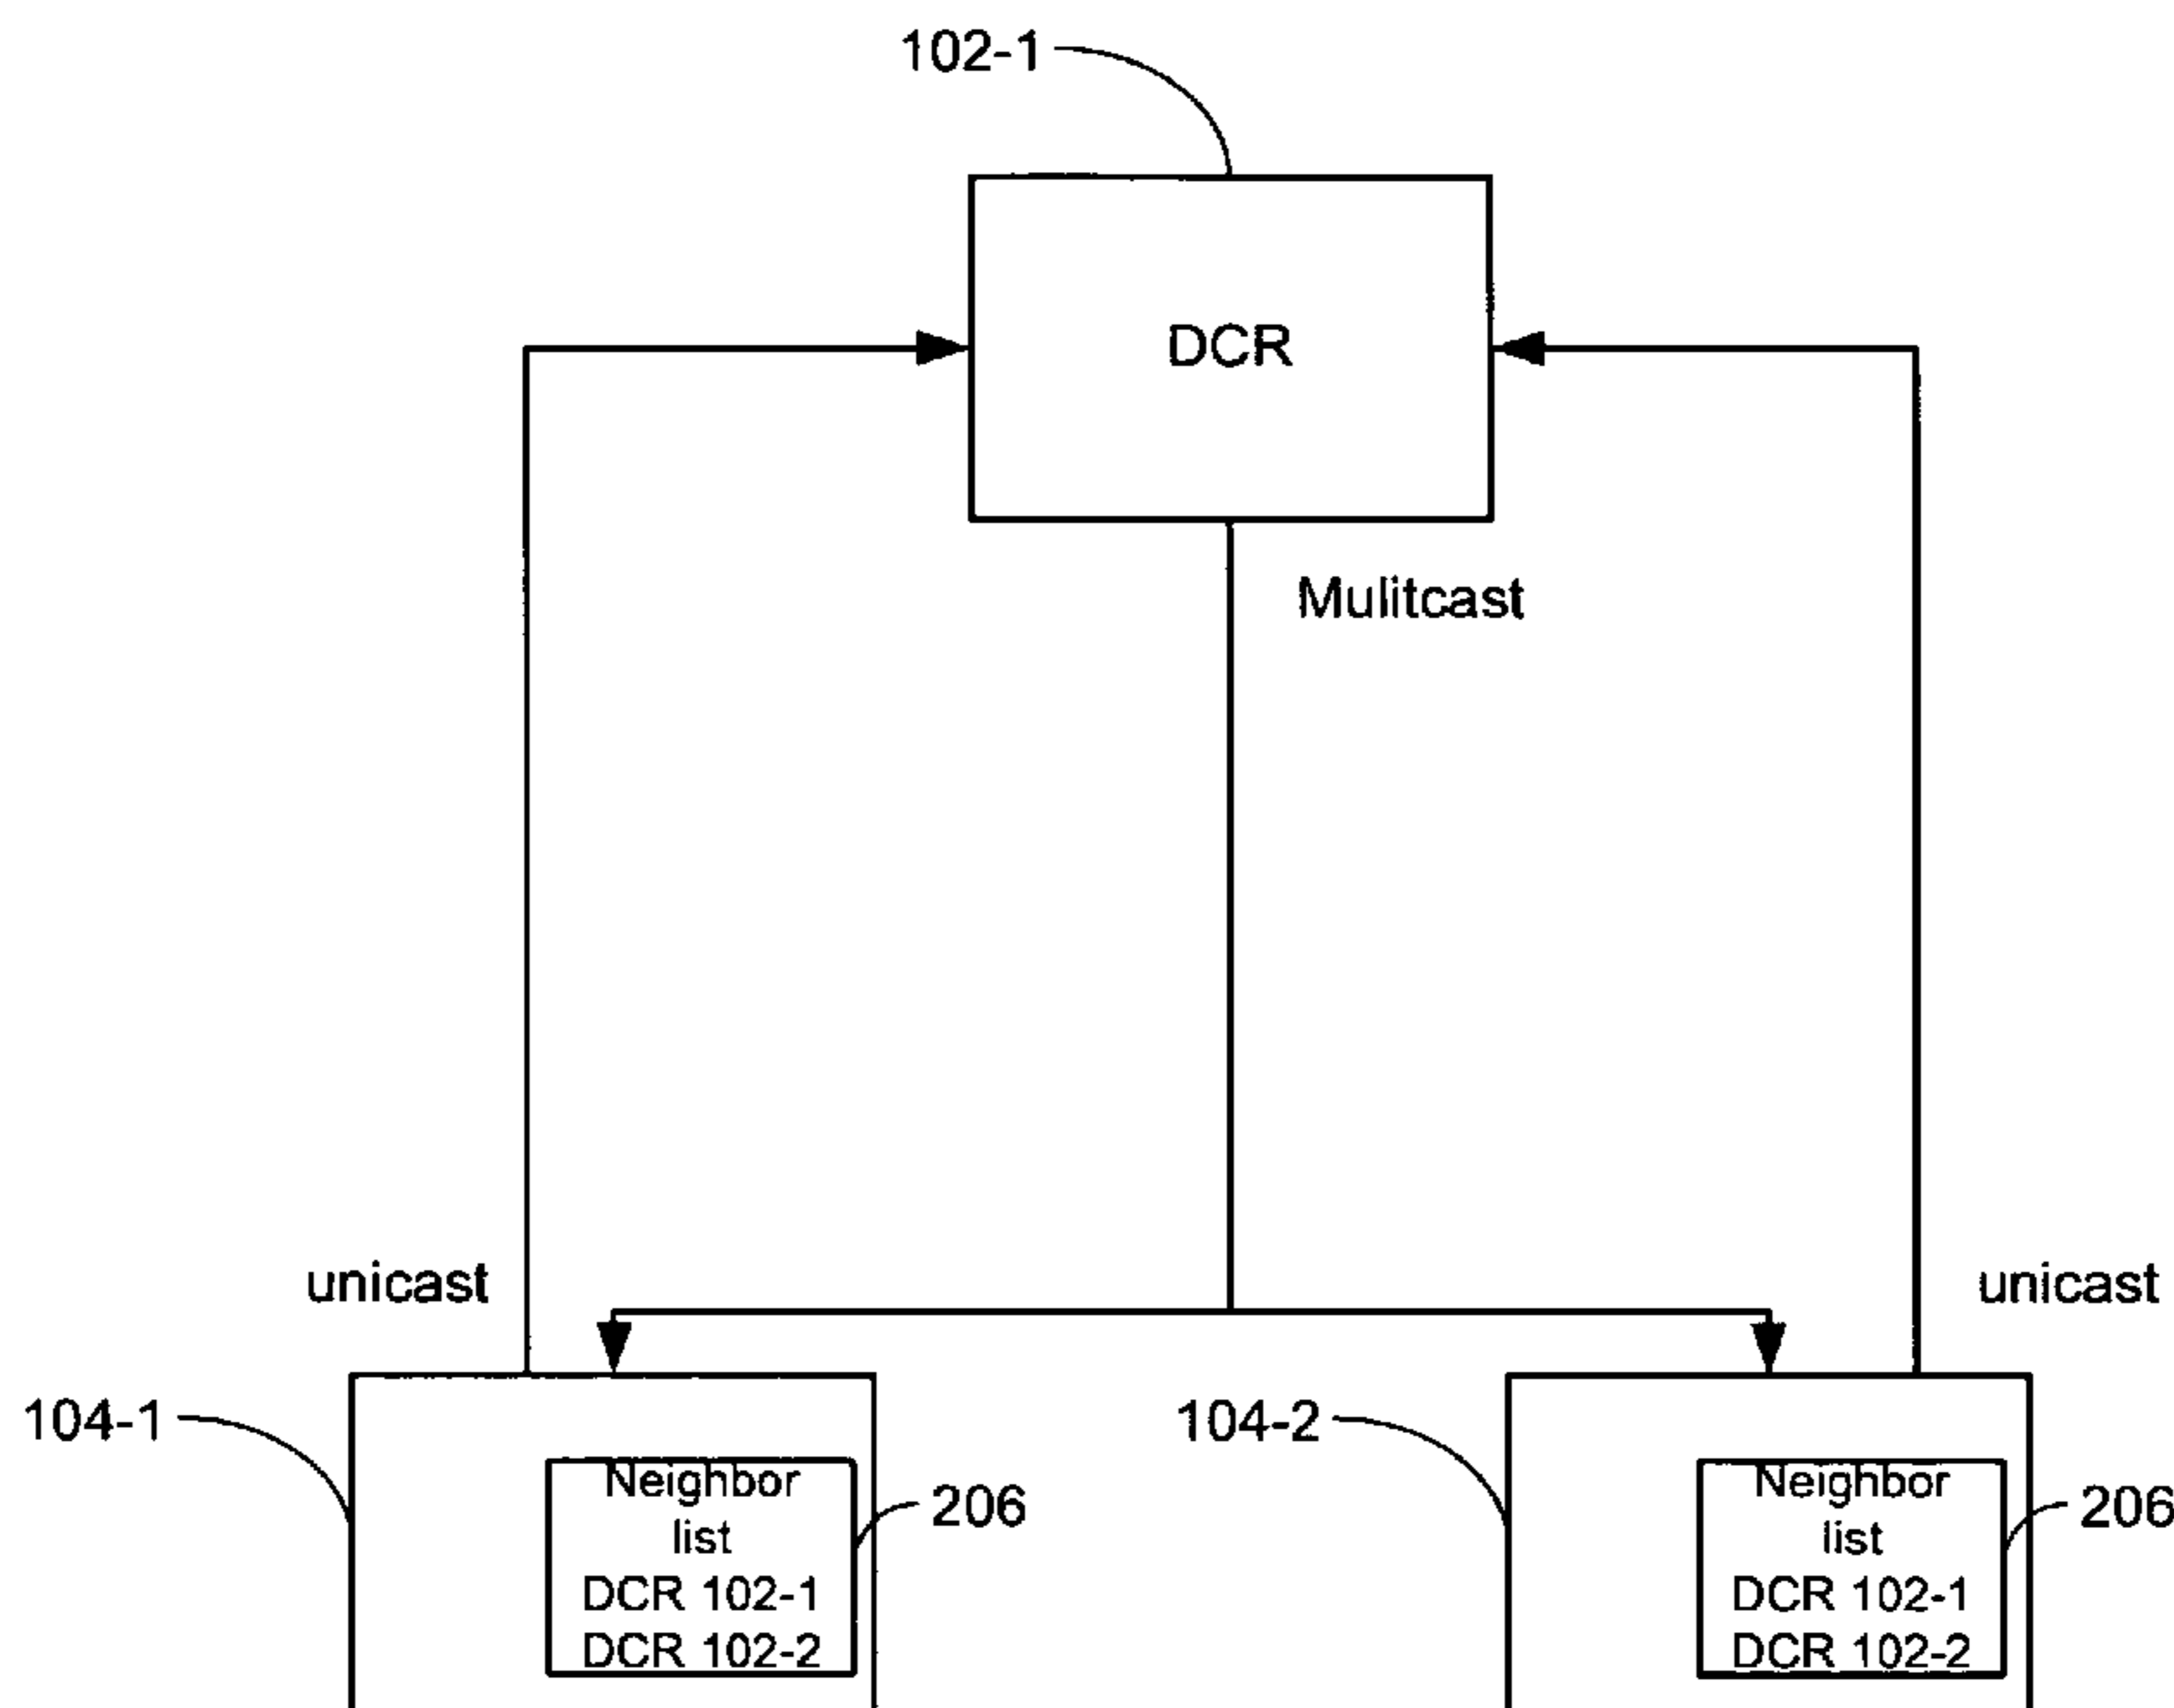 102-1
DCR
Mulitcast
unicast
unicast
104-1
104-2
Neighbor
list
DCR 102-1
DCR 102-2
206
Neighbor
list
DCR 102-1
DCR 102-2
206